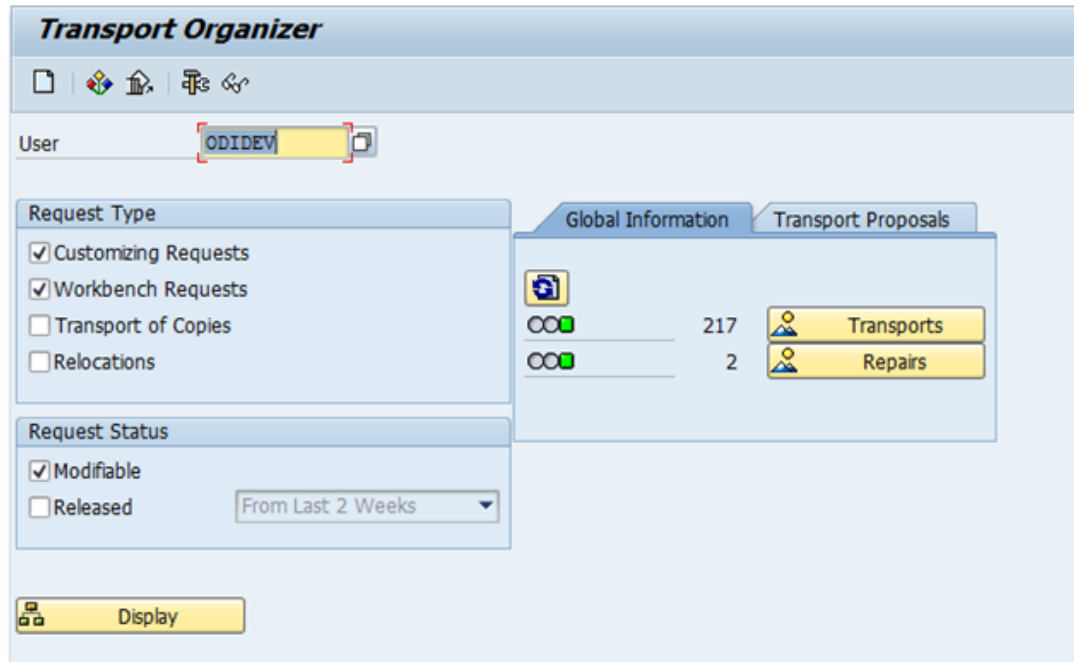 Transport Organizer
User ODIDEV
Request Type
Customizing Requests
Workbench Requests
Transport of Copies
Relocations
Request Status
Modifiable
Released From Last 2 Weeks
Display
Global Information Transport Proposals
217 Transports
2 Repairs